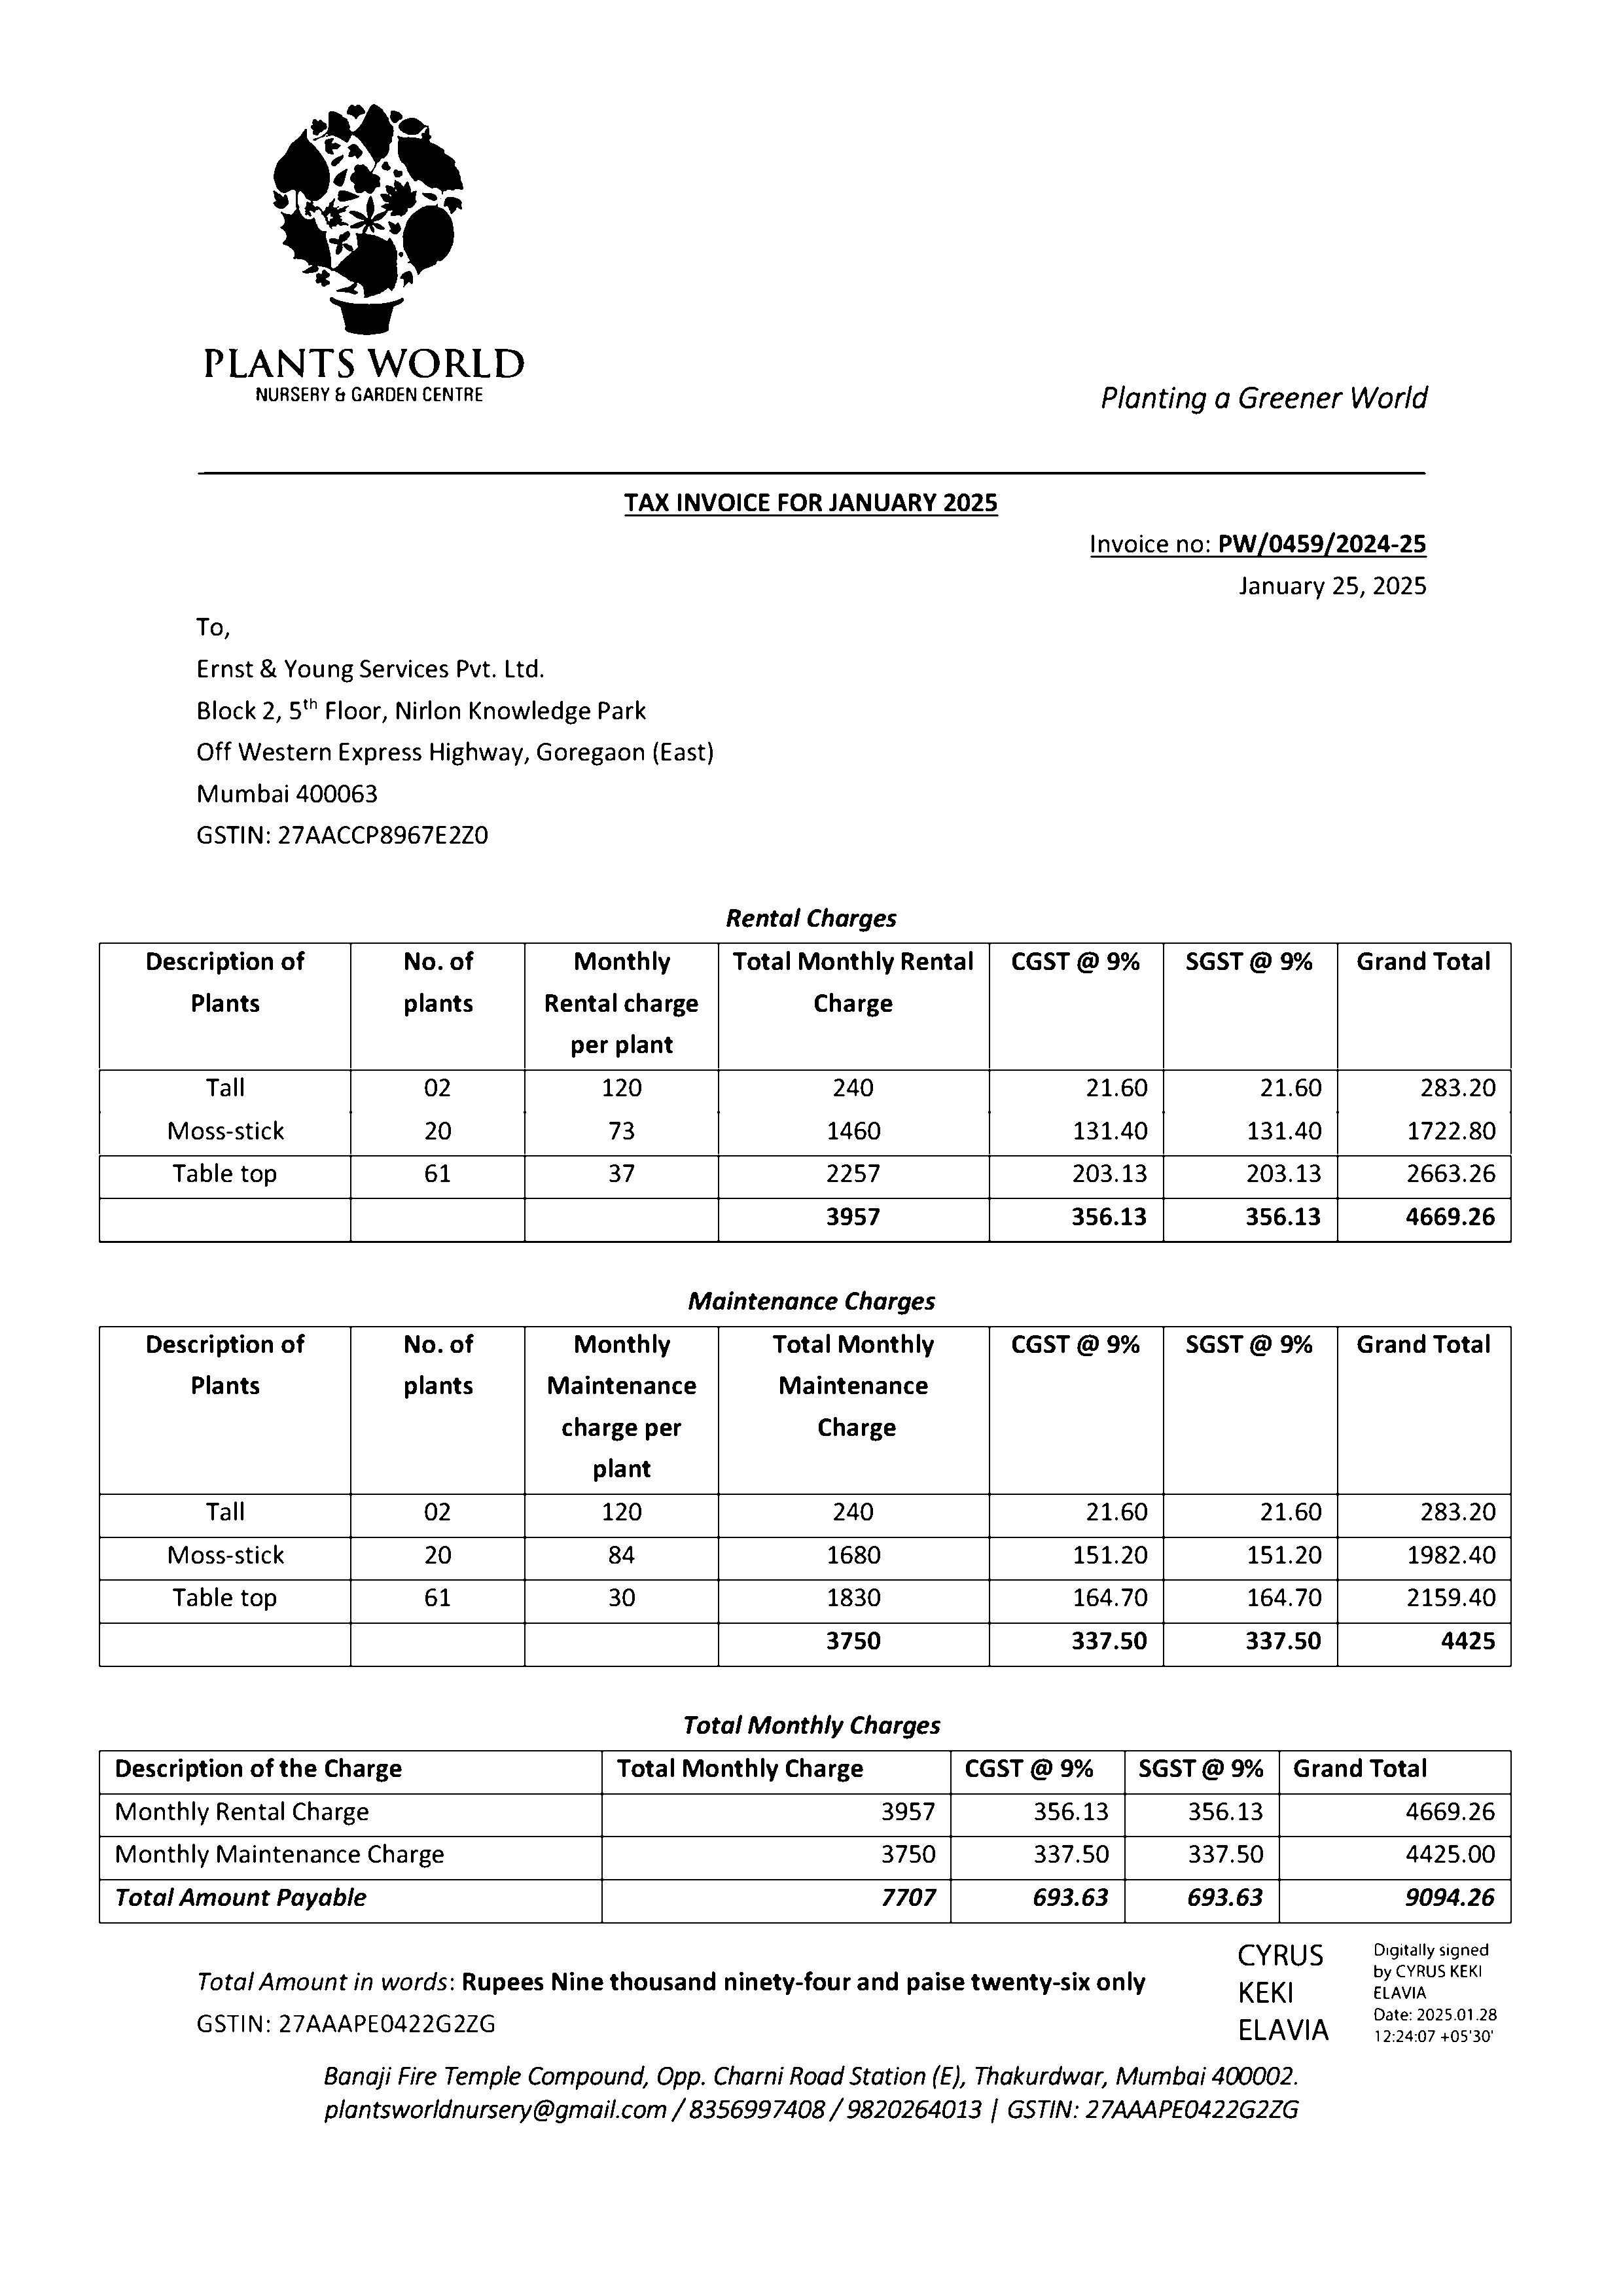 PLANTS WORLD
NURSERY & GARDEN CENTRE
Planting a Greener World
TAX INVOICE FOR JANUARY 2025
Invoice no: PW/0459/2024-25
January 25, 2025
To,
Ernst & Young Services Pvt. Ltd.
Block 2, 5th Floor, Nirlon Knowledge Park
Off Western Express Highway, Goregaon (East)
Mumbai 400063
GSTIN: 27AACCP8967E2Z0
Rental Charges
Description of Plants No. of plants Monthly Rental charge per plant Total Monthly Rental Charge CGST @ 9% SGST @ 9% Grand Total
Tall 02 120 240 21.60 21.60 283.20
Moss-stick 20 73 1460 131.40 131.40 1722.80
Table top 61 37 2257 203.13 203.13 2663.26
3957 356.13 356.13 4669.26
Maintenance Charges
Description of Plants No. of plants Monthly Maintenance charge per plant Total Monthly Maintenance Charge CGST @ 9% SGST @ 9% Grand Total
Tall 02 120 240 21.60 21.60 283.20
Moss-stick 20 84 1680 151.20 151.20 1982.40
Table top 61 30 1830 164.70 164.70 2159.40
3750 337.50 337.50 4425
Total Monthly Charges
Description of the Charge Total Monthly Charge CGST @ 9% SGST @ 9% Grand Total
Monthly Rental Charge 3957 356.13 356.13 4669.26
Monthly Maintenance Charge 3750 337.50 337.50 4425.00
Total Amount Payable 7707 693.63 693.63 9094.26
Total Amount in words: Rupees Nine thousand ninety-four and paise twenty-six only
GSTIN: 27AAAPE0422G2ZG
CYRUS
KEKI
ELAVIA
Digitally signed
by CYRUS KEKI
ELAVIA
Date: 2025.01.28
12:24:07 +05'30'
Banaji Fire Temple Compound, Opp. Charni Road Station (E), Thakurdwar, Mumbai 400002.
plantsworldnursery@gmail.com / 8356997408 / 9820264013 | GSTIN: 27AAAPE0422G2ZG